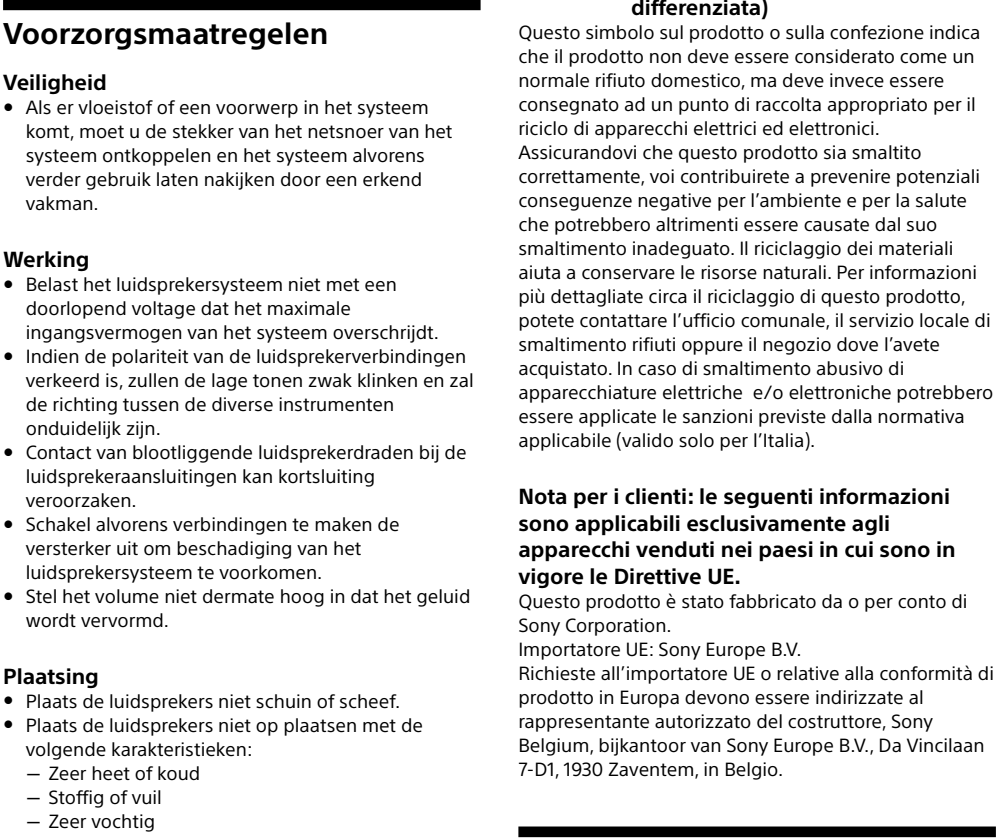 Voorzorgsmaatregelen
Veiligheid
• Als er vloeistof of een voorwerp in het systeem
komt, moet u de stekker van het netsnoer van het
systeem ontkoppelen en het systeem alvorens
verder gebruik laten nakijken door een erkend
vakman.
Werking
• Belast het luidsprekersysteem niet met een
doorlopend voltage dat het maximale
ingangsvermogen van het systeem overschrijdt.
• Indien de polariteit van de luidsprekerverbindingen
verkeerd is, zullen de lage tonen zwak klinken en zal
de richting tussen de diverse instrumenten
onduidelijk zijn.
• Contact van blootliggende luidsprekerdraden bij de
luidsprekeraansluitingen kan kortsluiting
veroorzaken.
• Schakel alvorens verbindingen te maken de
versterker uit om beschadiging van het
luidsprekersysteem te voorkomen.
• Stel het volume niet dermate hoog in dat het geluid
wordt vervormd.
Plaatsing
• Plaats de luidsprekers niet schuin of scheef.
• Plaats de luidsprekers niet op plaatsen met de
volgende karakteristieken:
— Zeer heet of koud
— Stoffig of vuil
— Zeer vochtig
differenziata)
Questo simbolo sul prodotto o sulla confezione indica
che il prodotto non deve essere considerato come un
normale rifiuto domestico, ma deve invece essere
consegnato ad un punto di raccolta appropriato per il
riciclo di apparecchi elettrici ed elettronici.
Assicurandovi che questo prodotto sia smaltito
correttamente, voi contribuirete a prevenire potenziali
conseguenze negative per l'ambiente e per la salute
che potrebbero altrimenti essere causate dal suo
smaltimento inadeguato. Il riciclaggio dei materiali
aiuta a conservare le risorse naturali. Per informazioni
più dettagliate circa il riciclaggio di questo prodotto,
potete contattare l'ufficio comunale, il servizio locale di
smaltimento rifiuti oppure il negozio dove l'avete
acquistato. In caso di smaltimento abusivo di
apparecchiature elettriche e/o elettroniche potrebbero
essere applicate le sanzioni previste dalla normativa
applicabile (valido solo per l'Italia).
Nota per i clienti: le seguenti informazioni
sono applicabili esclusivamente agli
apparecchi venduti nei paesi in cui sono in
vigore le Direttive UE.
Questo prodotto è stato fabbricato da o per conto di
Sony Corporation.
Importatore UE: Sony Europe B.V.
Richieste all'importatore UE o relative alla conformità di
prodotto in Europa devono essere indirizzate al
rappresentante autorizzato del costruttore, Sony
Belgium, bijkantoor van Sony Europe B.V., Da Vincilaan
7-D1, 1930 Zaventem, in Belgio.